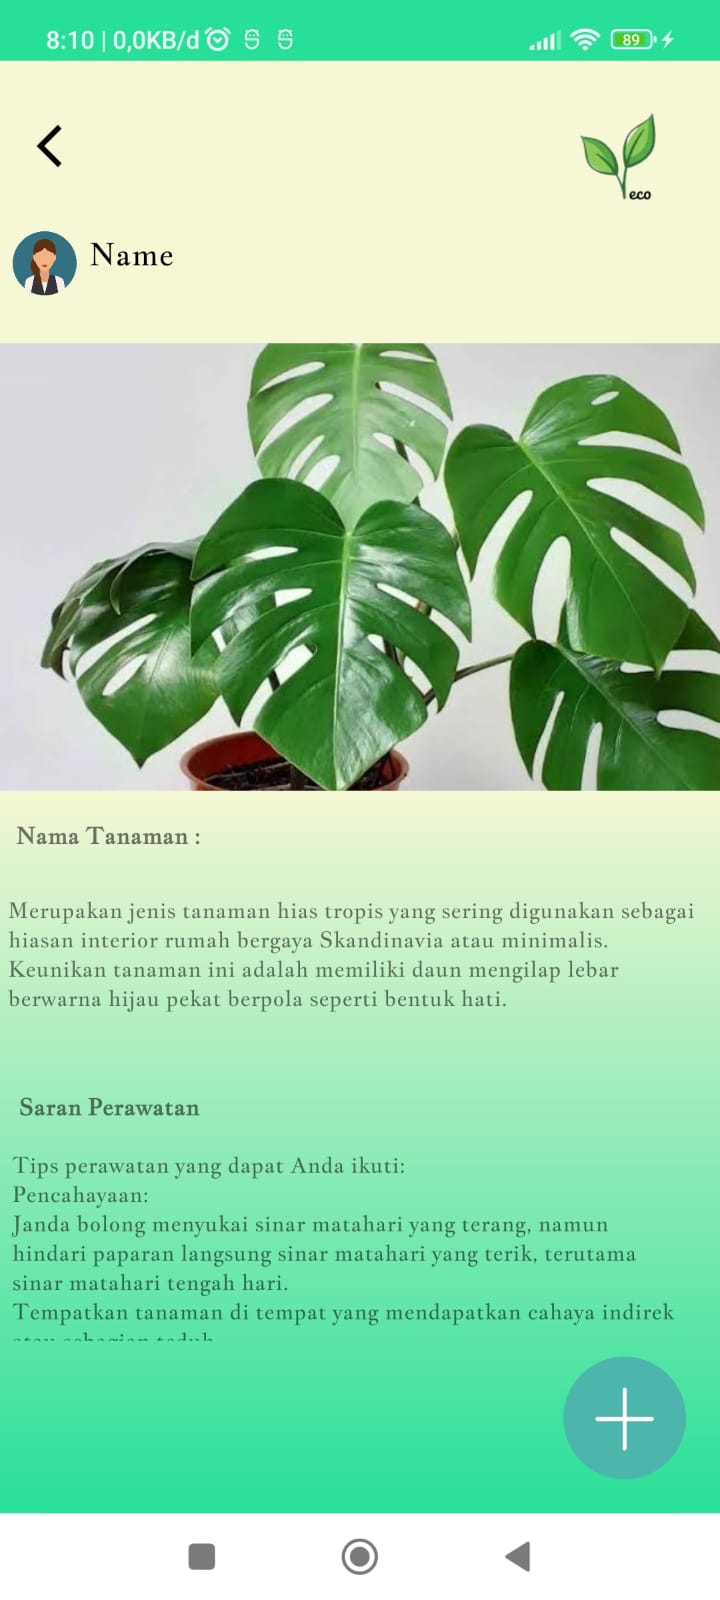 8:10 | 0,0KB/d
89
eco
Name
Nama Tanaman :
Merupakan jenis tanaman hias tropis yang sering digunakan sebagai
hiasan interior rumah bergaya Skandinavia atau minimalis.
Keunikan tanaman ini adalah memiliki daun mengilap lebar
berwarna hijau pekat berpola seperti bentuk hati.
Saran Perawatan
Tips perawatan yang dapat Anda ikuti:
Pencahayaan:
Janda bolong menyukai sinar matahari yang terang, namun
hindari paparan langsung sinar matahari yang terik, terutama
sinar matahari tengah hari.
Tempatkan tanaman di tempat yang mendapatkan cahaya indirek